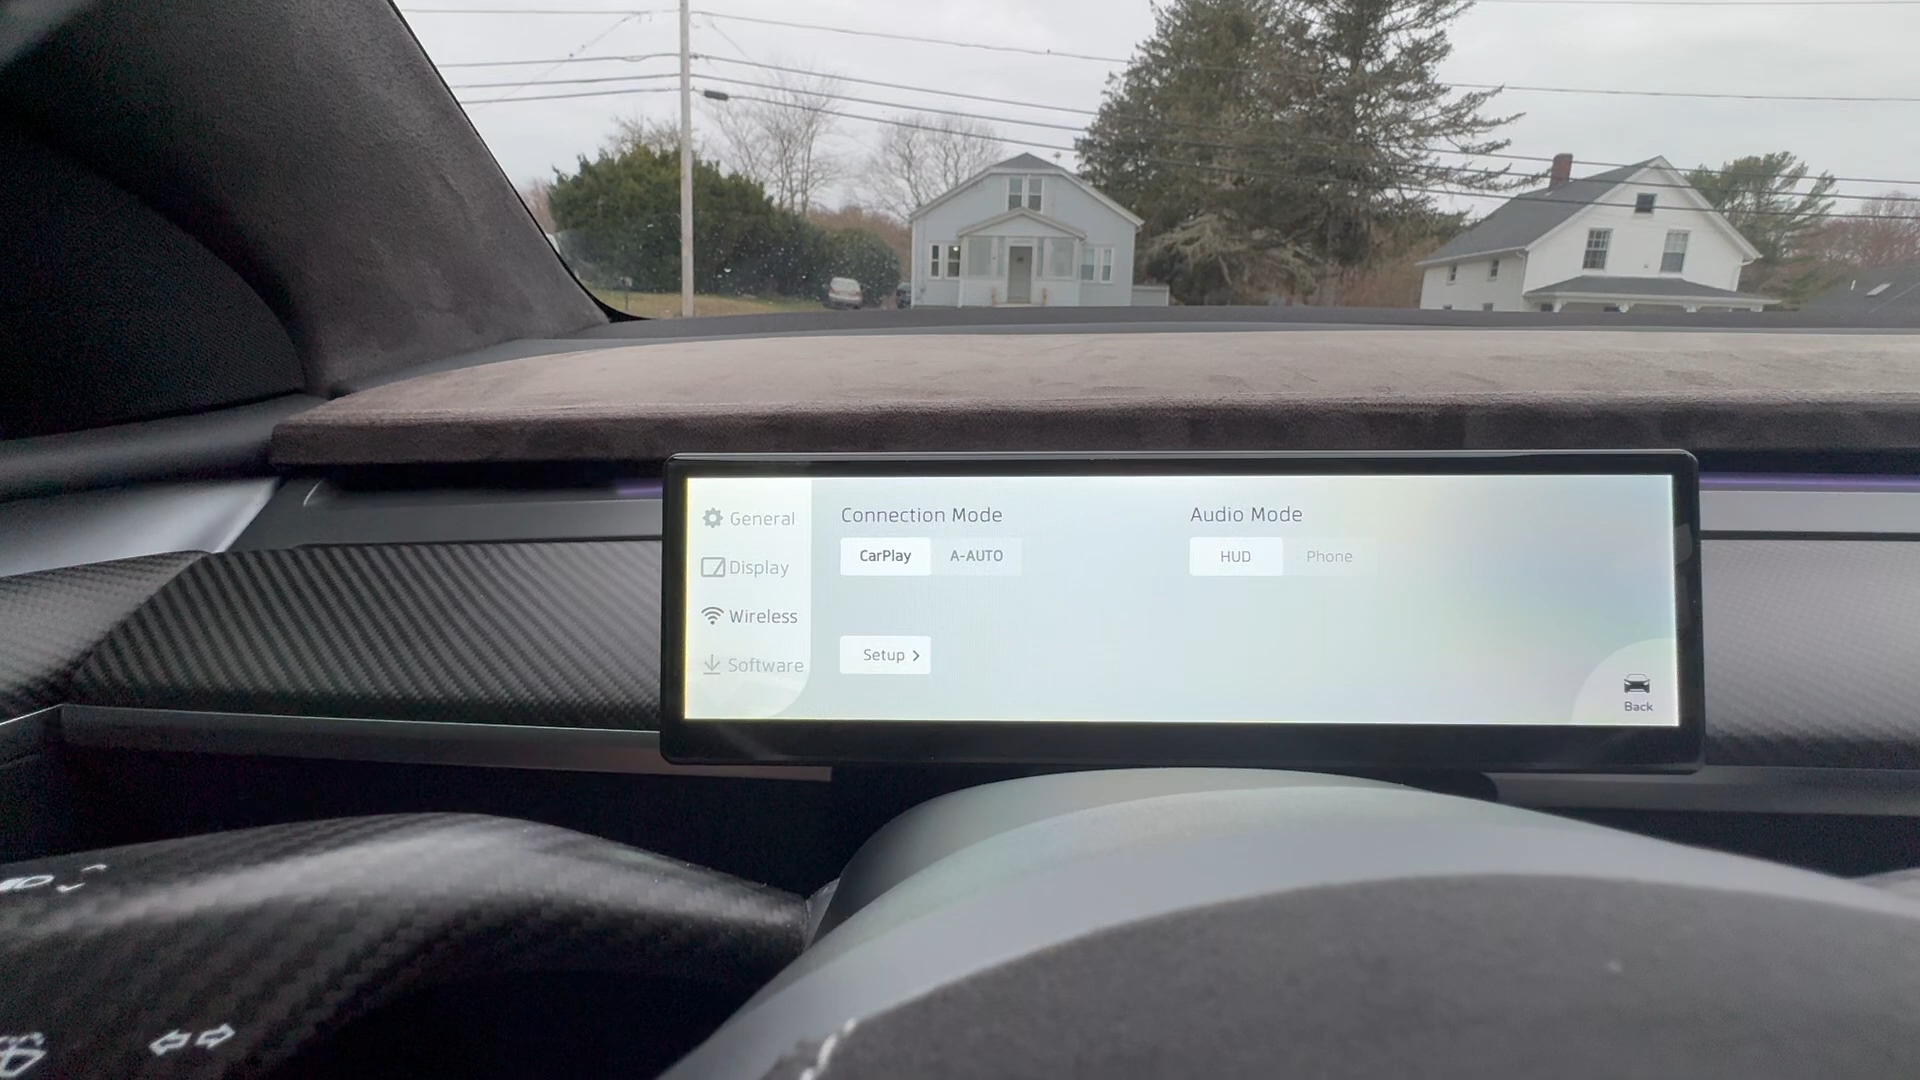 General
Display
Wireless
Software
Connection Mode
CarPlay A-AUTO
Setup >
Audio Mode
HUD Phone
Back